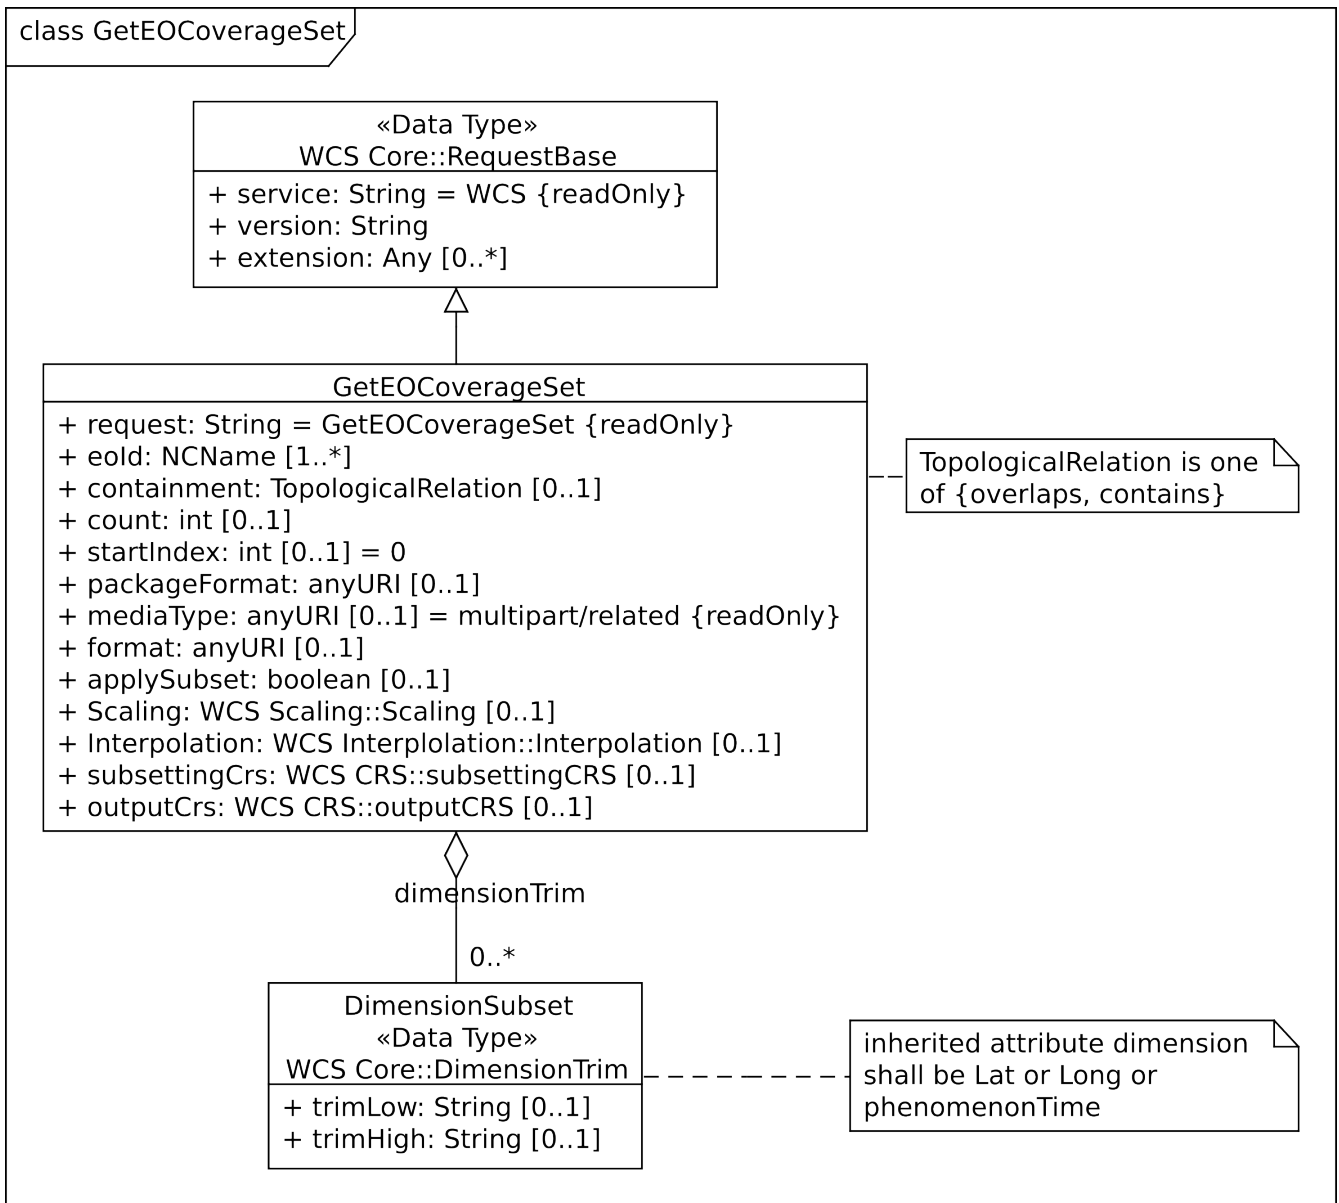 class GetEOCoverageSet
«Data Type»
WCS Core::RequestBase
+ service: String = WCS {readOnly}
+ version: String
+ extension: Any [0..*]
GetEOCoverageSet
+ request: String = GetEOCoverageSet {readOnly}
+ eoId: NCName [1..*]
+ containment: TopologicalRelation [0..1]
+ count: int [0..1]
+ startIndex: int [0..1] = 0
+ packageFormat: anyURI [0..1]
+ mediaType: anyURI [0..1] = multipart/related {readOnly}
+ format: anyURI [0..1]
+ applySubset: boolean [0..1]
+ Scaling: WCS Scaling::Scaling [0..1]
+ Interpolation: WCS Interplolation::Interpolation [0..1]
+ subsettingCrs: WCS CRS::subsettingCRS [0..1]
+ outputCrs: WCS CRS::outputCRS [0..1]
TopologicalRelation is one
of {overlaps, contains}
dimensionTrim
0..*
DimensionSubset
«Data Type»
WCS Core::DimensionTrim
+ trimLow: String [0..1]
+ trimHigh: String [0..1]
inherited attribute dimension
shall be Lat or Long or
phenomenonTime